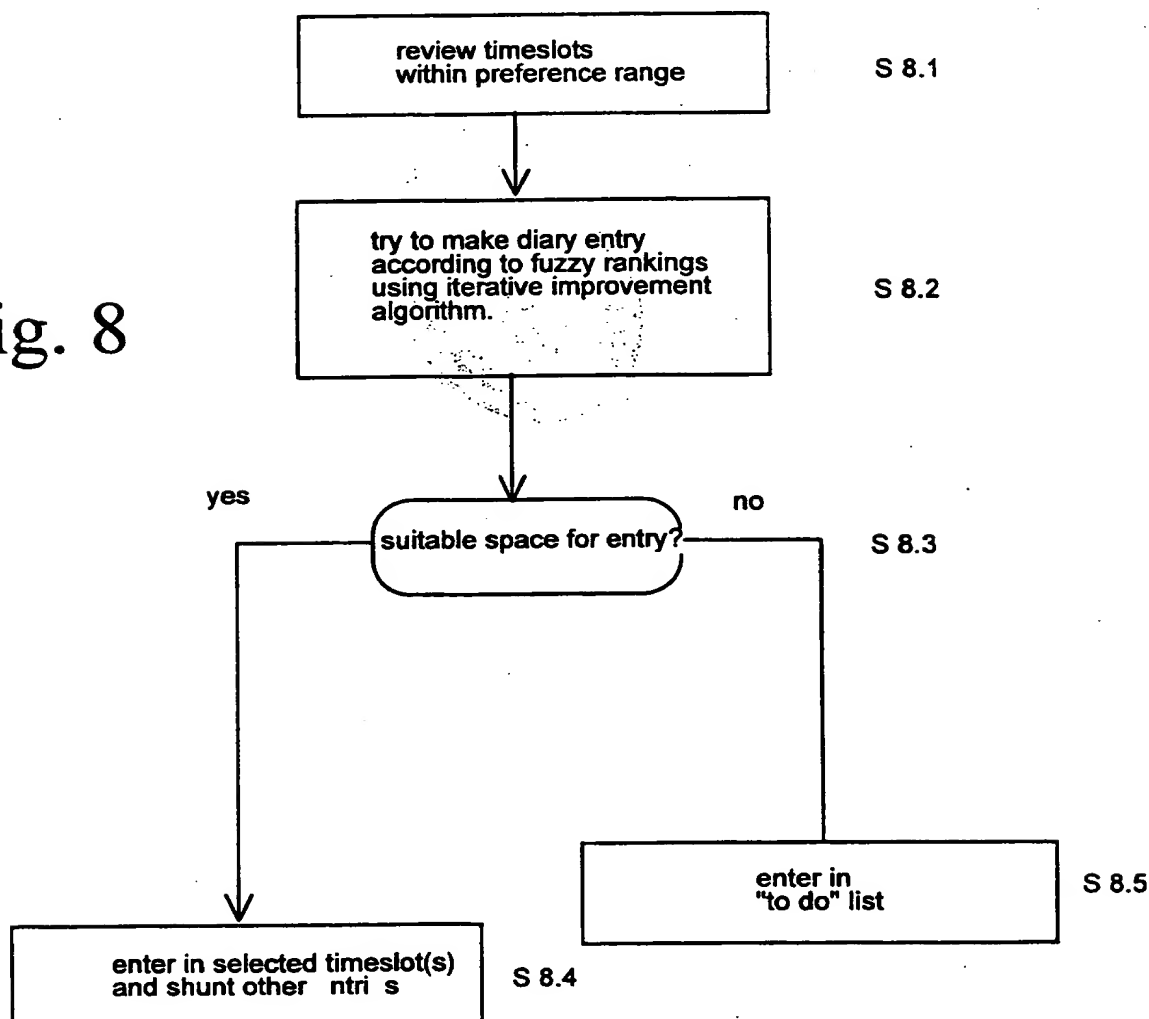 review timeslots
within preference range
S 8.1
try to make diary entry
according to fuzzy rankings
using iterative improvement
algorithm.
S 8.2
ig. 8
yes
no
suitable space for entry?
S 8.3
enter in
"to do" list
S 8.5
enter in selected timeslot(s)
and shunt other ntri s
S 8.4